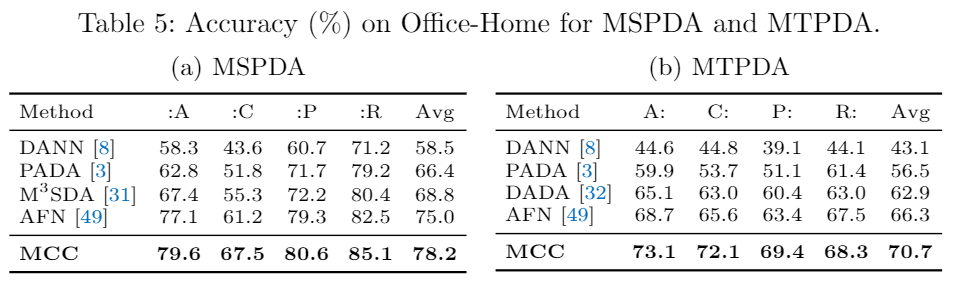 Table 5: Accuracy (%) on Office-Home for MSPDA and MTPDA.
(a) MSPDA
Method :A :C :P :R Avg
DANN [8] 58.3 43.6 60.7 71.2 58.5
PADA [3] 62.8 51.8 71.7 79.2 66.4
M³SDA [31] 67.4 55.3 72.2 80.4 68.8
AFN [49] 77.1 61.2 79.3 82.5 75.0
MCC 79.6 67.5 80.6 85.1 78.2
(b) MTPDA
Method A: C: P: R: Avg
DANN [8] 44.6 44.8 39.1 44.1 43.1
PADA [3] 59.9 53.7 51.1 61.4 56.5
DADA [32] 65.1 63.0 60.4 63.0 62.9
AFN [49] 68.7 65.6 63.4 67.5 66.3
MCC 73.1 72.1 69.4 68.3 70.7